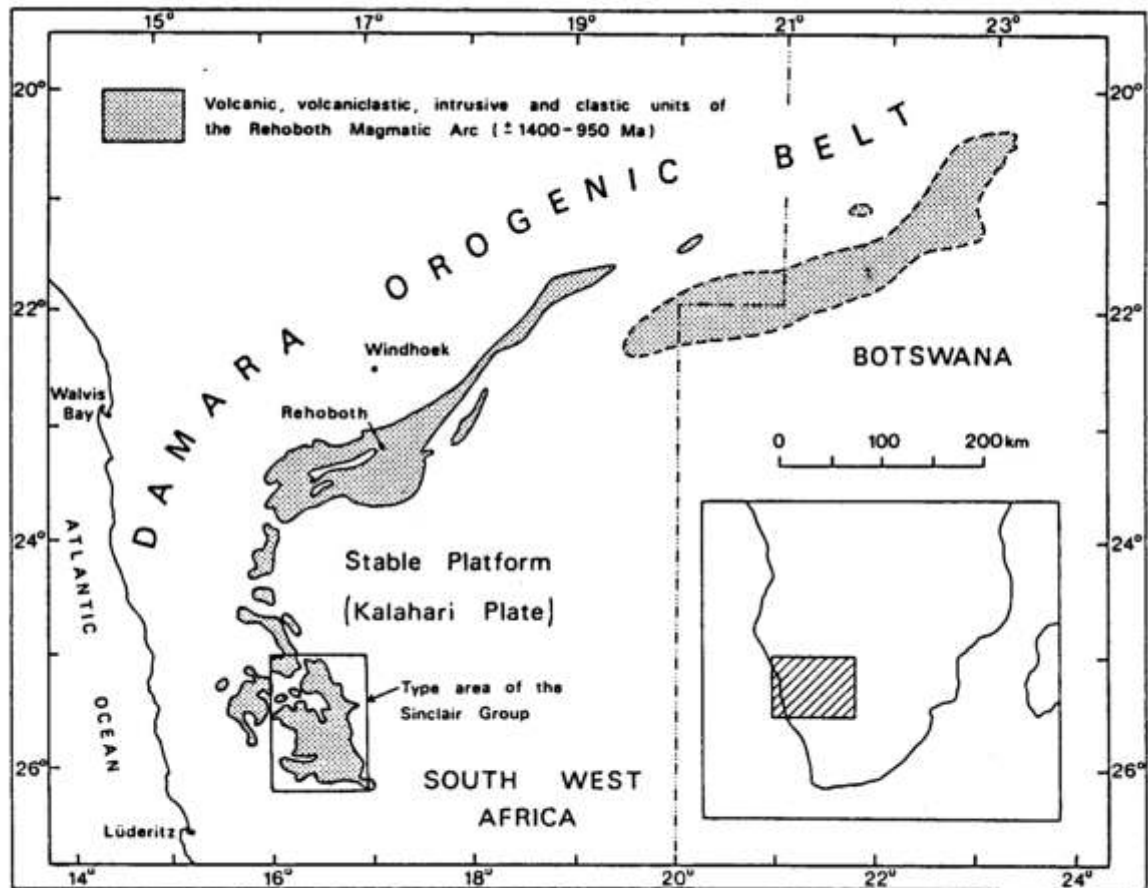 15° 17° 19° 21° 23°
20° 20°
Volcanic, volcaniclastic, intrusive and clastic units of
the Rehoboth Magmatic Arc (± 1400-950 Ma)
DAMARA OROGENIC BELT
22° 22°
Windhoek
BOTSWANA
Walvis
Bay
Rehoboth
0 100 200 km
24° 24°
ATLANTIC
OCEAN
Stable Platform
(Kalahari Plate)
Type area of the
Sinclair Group
26° 26°
SOUTH WEST
AFRICA
Lüderitz
14° 16° 18° 20° 22° 24°